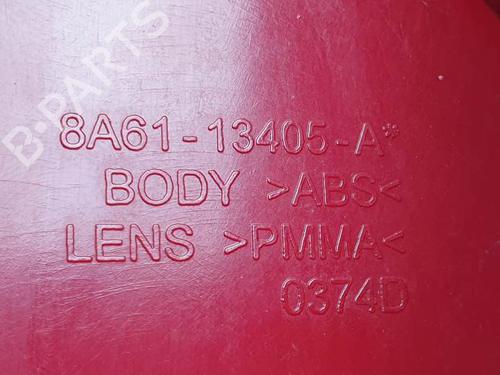 B-PARTS
8A61-13405-A*
BODY >ABS<
LENS >PMMA<
0374D